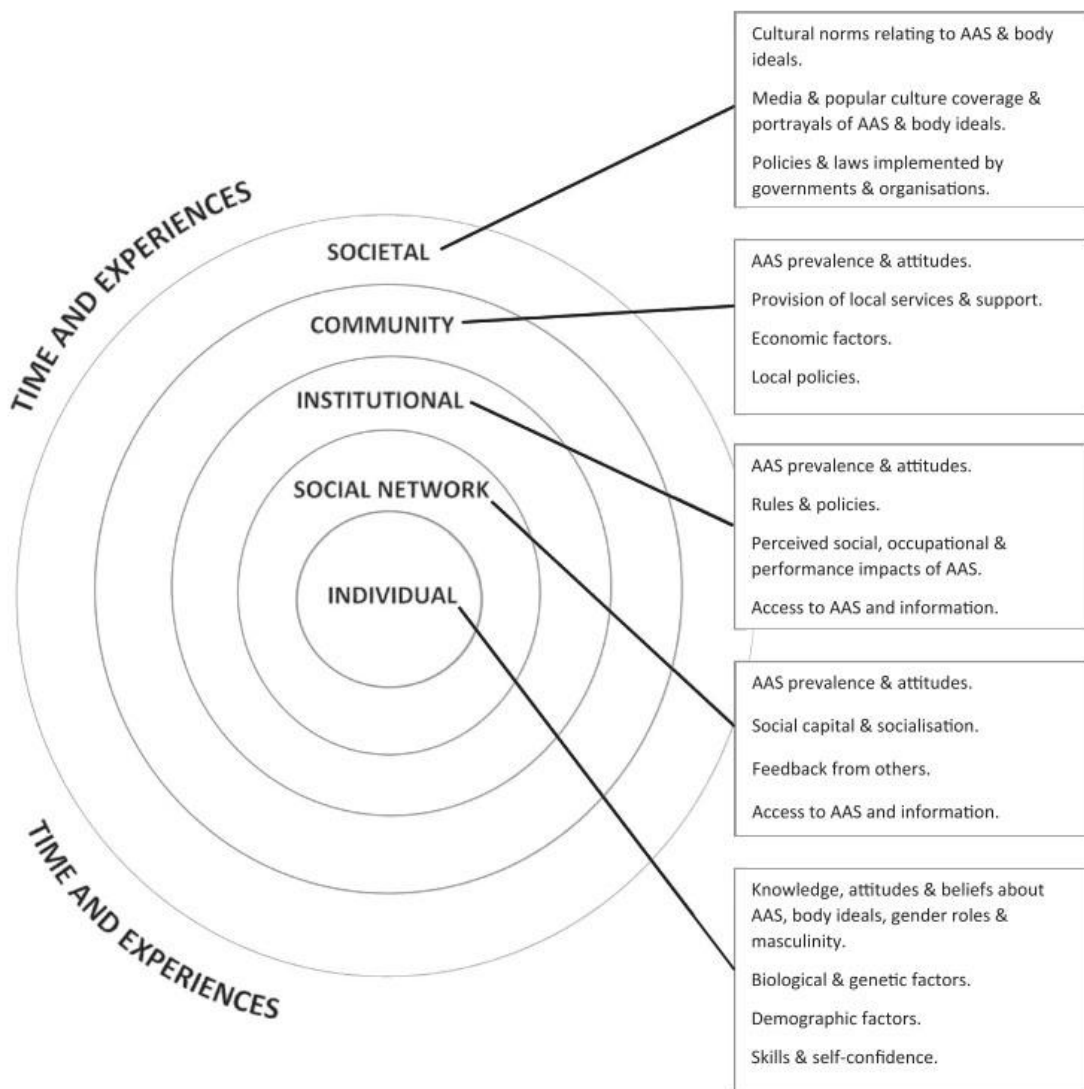 TIME AND EXPERIENCES
SOCIETAL
COMMUNITY
INSTITUTIONAL
SOCIAL NETWORK
INDIVIDUAL
TIME AND EXPERIENCES
Cultural norms relating to AAS & body
ideals.
Media & popular culture coverage &
portrayals of AAS & body ideals.
Policies & laws implemented by
governments & organisations.
AAS prevalence & attitudes.
Provision of local services & support.
Economic factors.
Local policies.
AAS prevalence & attitudes.
Rules & policies.
Perceived social, occupational &
performance impacts of AAS.
Access to AAS and information.
AAS prevalence & attitudes.
Social capital & socialisation.
Feedback from others.
Access to AAS and information.
Knowledge, attitudes & beliefs about
AAS, body ideals, gender roles &
masculinity.
Biological & genetic factors.
Demographic factors.
Skills & self-confidence.